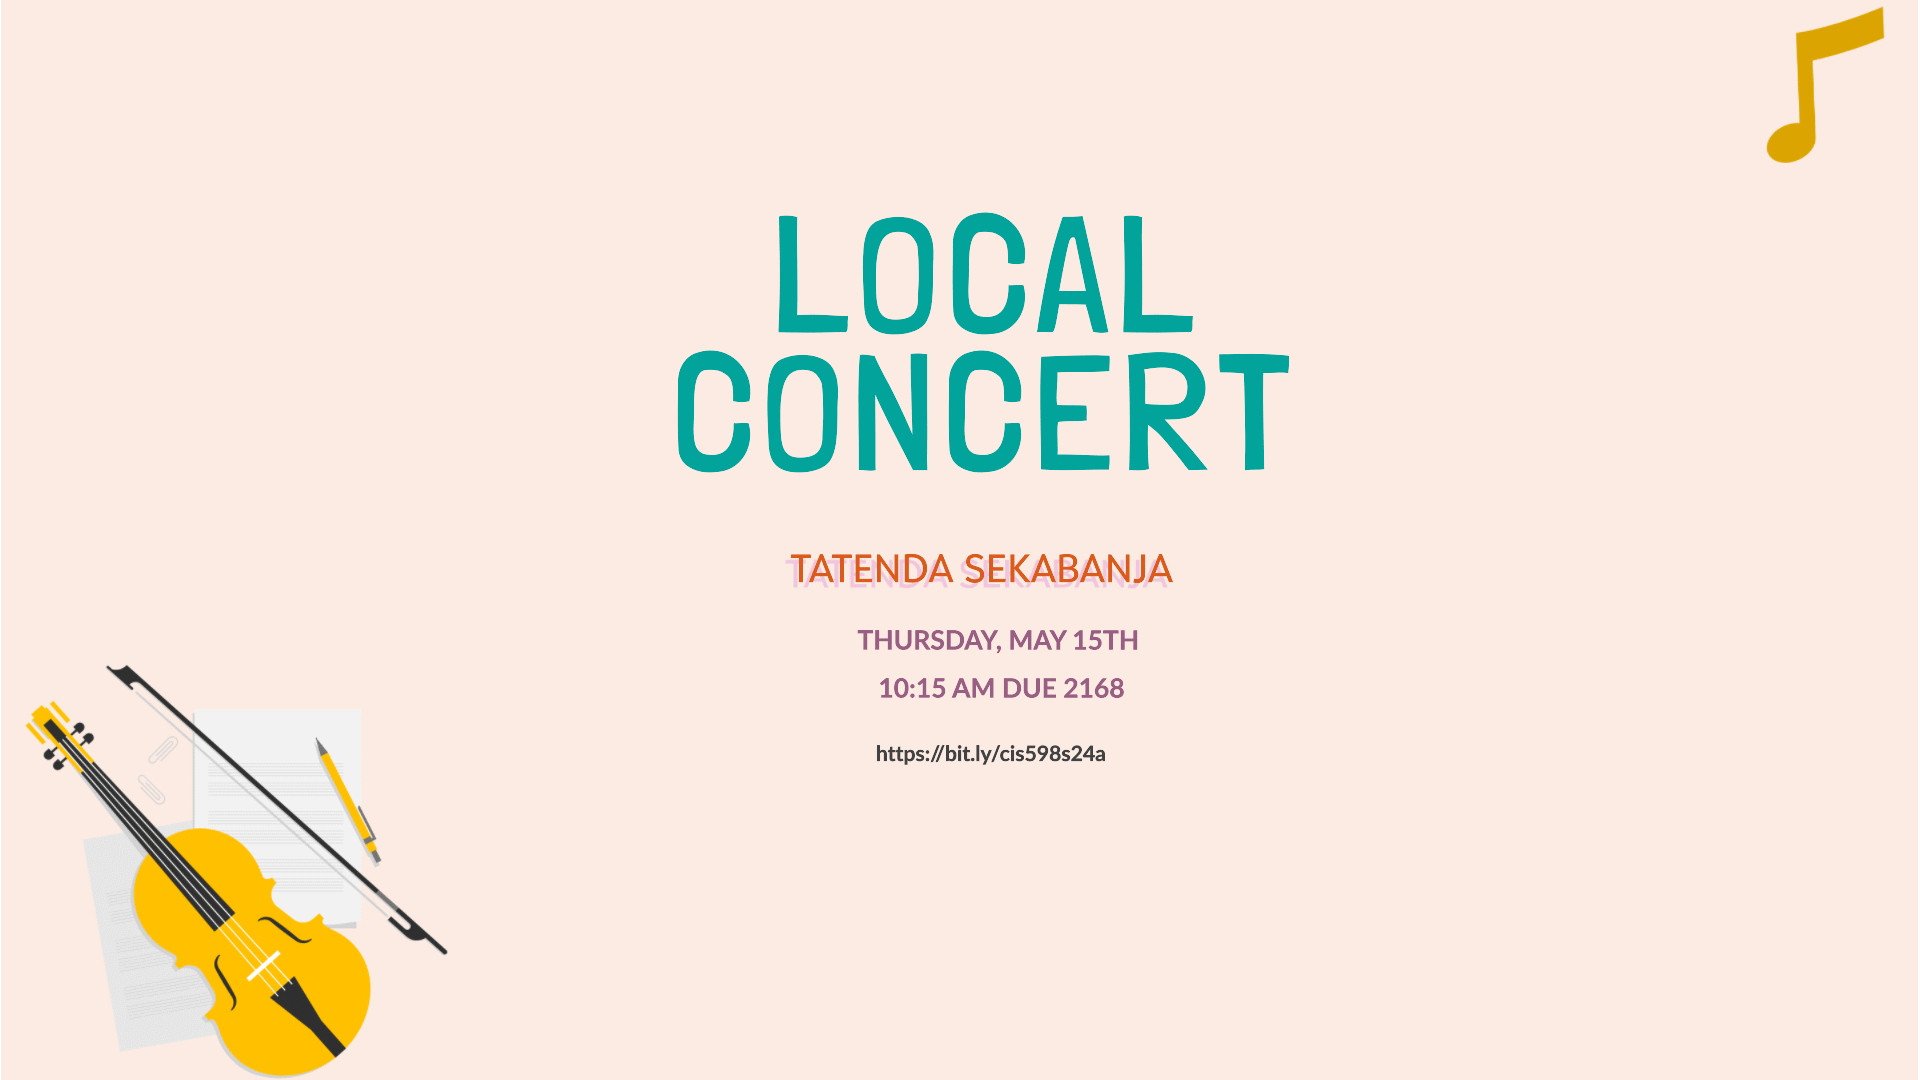 LOCAL
CONCERT
TATENDA SEKABANJA
THURSDAY, MAY 15TH
10:15 AM DUE 2168
https://bit.ly/cis598s24a